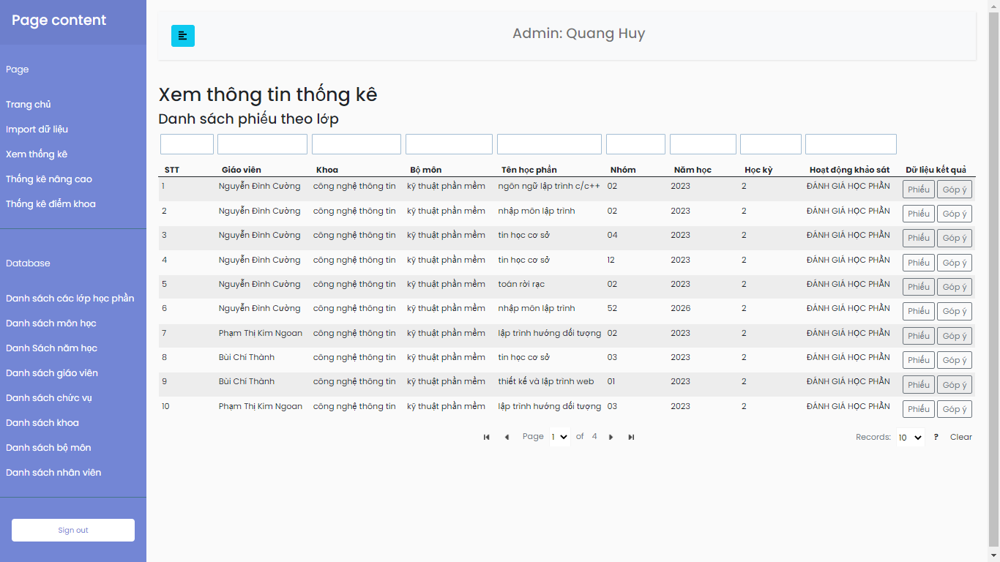 Page content
Page
Trang chủ
Import dữ liệu
Xem thống kê
Thống kê nâng cao
Thống kê điểm khoa
Database
Danh sách các lớp học phần
Danh sách môn học
Danh Sách năm học
Danh sách giáo viên
Danh sách chức vụ
Danh sách khoa
Danh sách bộ môn
Danh sách nhân viên
Sign out
Admin: Quang Huy
Xem thông tin thống kê
Danh sách phiếu theo lớp
STT Giáo viên Khoa Bộ môn Tên học phần Nhóm Năm học Học kỳ Hoạt động khảo sát Dữ liệu kết quả
1 Nguyễn Đình Cường công nghệ thông tin kỹ thuật phần mềm ngôn ngữ lập trình c/c++ 02 2023 2 ĐÁNH GIÁ HỌC PHẦN Phiếu Góp ý
2 Nguyễn Đình Cường công nghệ thông tin kỹ thuật phần mềm nhập môn lập trình 02 2023 2 ĐÁNH GIÁ HỌC PHẦN Phiếu Góp ý
3 Nguyễn Đình Cường công nghệ thông tin kỹ thuật phần mềm tin học cơ sở 04 2023 2 ĐÁNH GIÁ HỌC PHẦN Phiếu Góp ý
4 Nguyễn Đình Cường công nghệ thông tin kỹ thuật phần mềm tin học cơ sở 12 2023 2 ĐÁNH GIÁ HỌC PHẦN Phiếu Góp ý
5 Nguyễn Đình Cường công nghệ thông tin kỹ thuật phần mềm toán rời rạc 02 2023 2 ĐÁNH GIÁ HỌC PHẦN Phiếu Góp ý
6 Nguyễn Đình Cường công nghệ thông tin kỹ thuật phần mềm nhập môn lập trình 52 2026 2 ĐÁNH GIÁ HỌC PHẦN Phiếu Góp ý
7 Phạm Thị Kim Ngoan công nghệ thông tin kỹ thuật phần mềm lập trình hướng đối tượng 02 2023 2 ĐÁNH GIÁ HỌC PHẦN Phiếu Góp ý
8 Bùi Chí Thành công nghệ thông tin kỹ thuật phần mềm tin học cơ sở 03 2023 2 ĐÁNH GIÁ HỌC PHẦN Phiếu Góp ý
9 Bùi Chí Thành công nghệ thông tin kỹ thuật phần mềm thiết kế và lập trình web 01 2023 2 ĐÁNH GIÁ HỌC PHẦN Phiếu Góp ý
10 Phạm Thị Kim Ngoan công nghệ thông tin kỹ thuật phần mềm lập trình hướng đối tượng 03 2023 2 ĐÁNH GIÁ HỌC PHẦN Phiếu Góp ý
Page 1 of 4 Records: 10 ? Clear